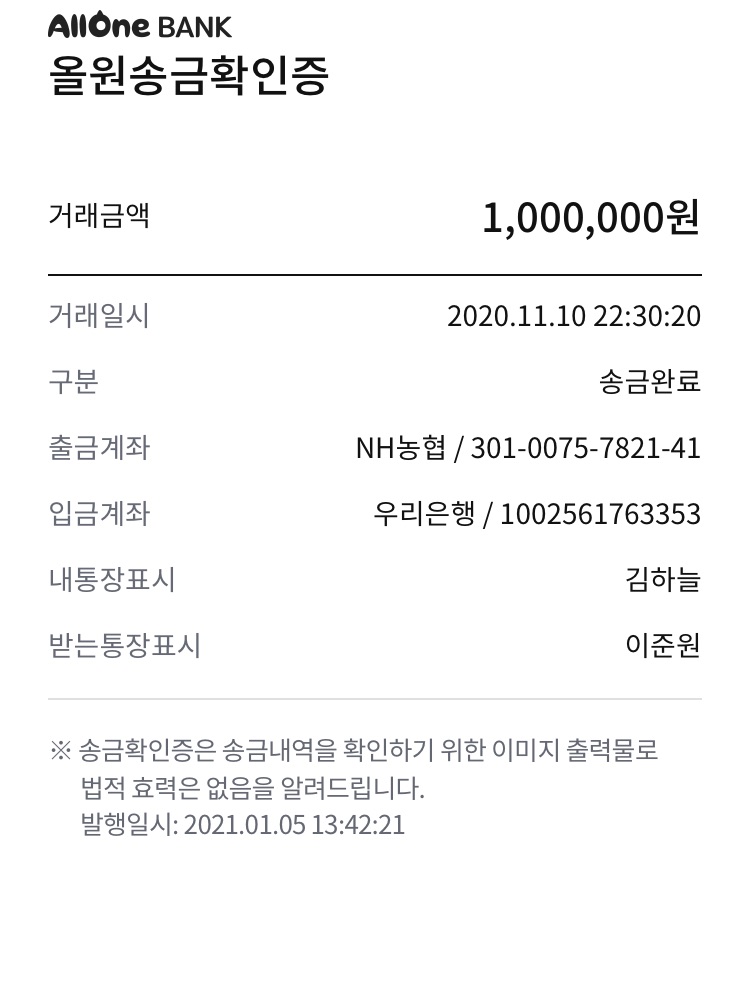 AllOne BANK
올원송금확인증
거래금액 1,000,000원
거래일시 2020.11.10 22:30:20
구분 송금완료
출금계좌 NH농협 / 301-0075-7821-41
입금계좌 우리은행 / 1002561763353
내통장표시 김하늘
받는통장표시 이준원
※ 송금확인증은 송금내역을 확인하기 위한 이미지 출력물로
법적 효력은 없음을 알려드립니다.
발행일시: 2021.01.05 13:42:21